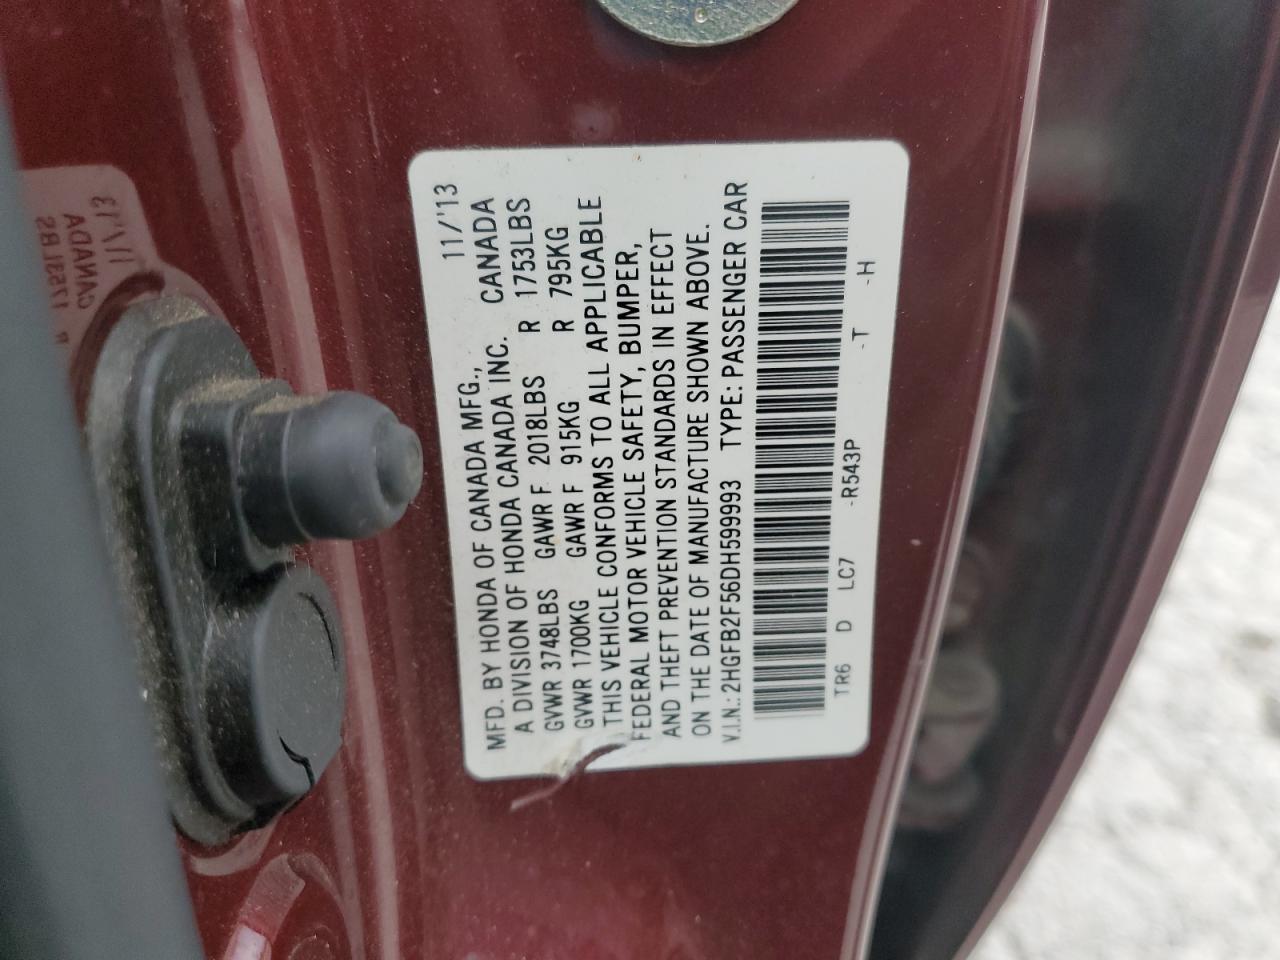 11/'13
MFD. BY HONDA OF CANADA MFG., CANADA
A DIVISION OF HONDA CANADA INC.
GVWR 3748LBS GAWR F 2018LBS R 1753LBS
GVWR 1700KG GAWR F 915KG R 795KG
THIS VEHICLE CONFORMS TO ALL APPLICABLE
FEDERAL MOTOR VEHICLE SAFETY, BUMPER,
AND THEFT PREVENTION STANDARDS IN EFFECT
ON THE DATE OF MANUFACTURE SHOWN ABOVE.
V.I.N.: 2HGFB2F56DH599993 TYPE: PASSENGER CAR
TR6 D LC7 -R543P -T -H